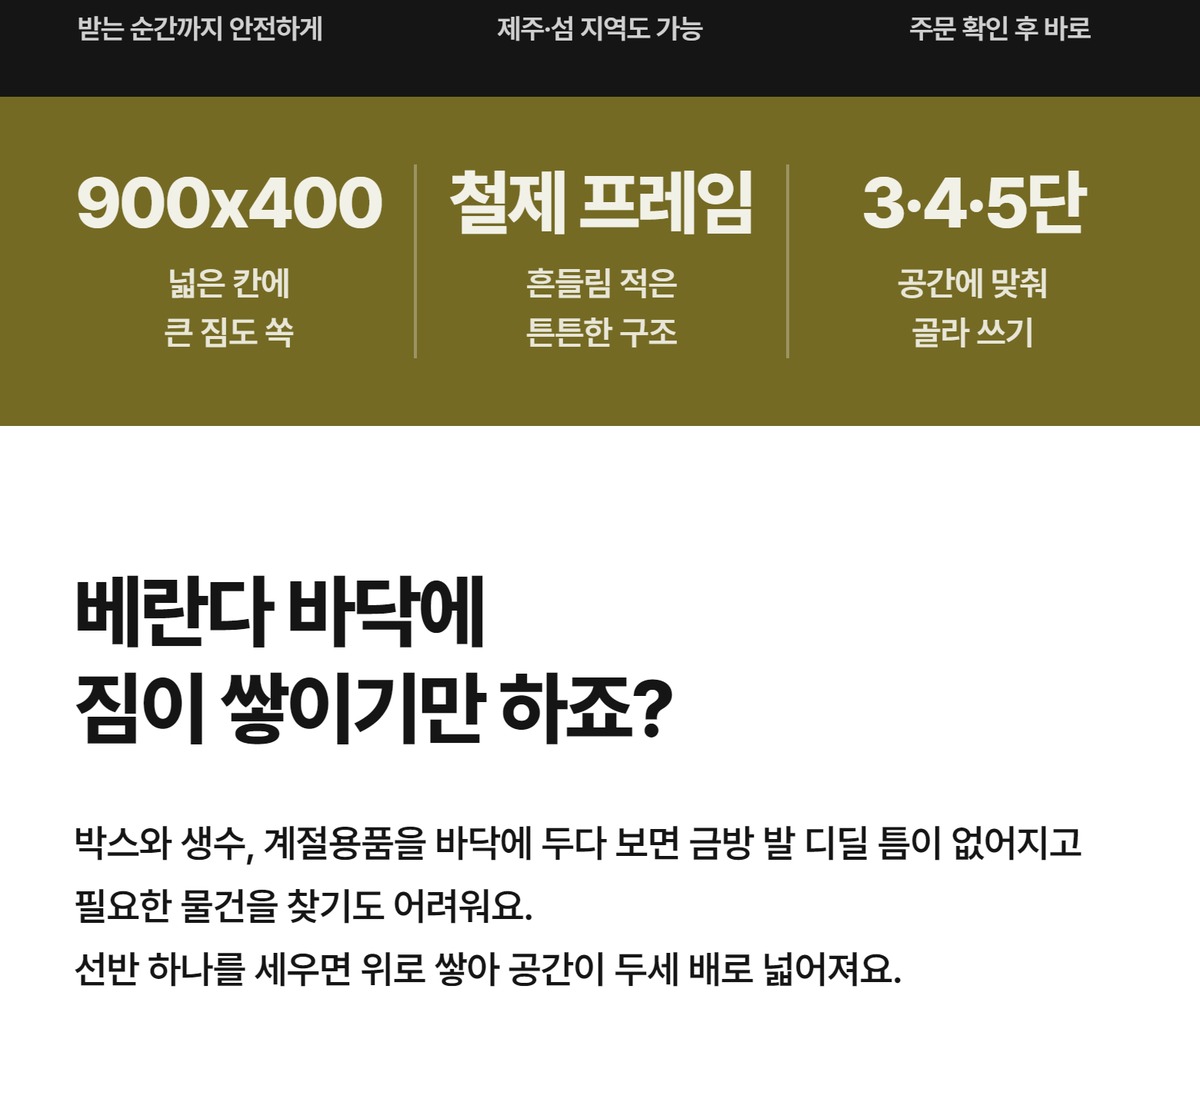 받는 순간까지 안전하게
제주·섬 지역도 가능
주문 확인 후 바로
900x400
넓은 칸에
큰 짐도 쏙
철제 프레임
흔들림 적은
튼튼한 구조
3·4·5단
공간에 맞춰
골라 쓰기
베란다 바닥에
짐이 쌓이기만 하죠?
박스와 생수, 계절용품을 바닥에 두다 보면 금방 발 디딜 틈이 없어지고
필요한 물건을 찾기도 어려워요.
선반 하나를 세우면 위로 쌓아 공간이 두세 배로 넓어져요.